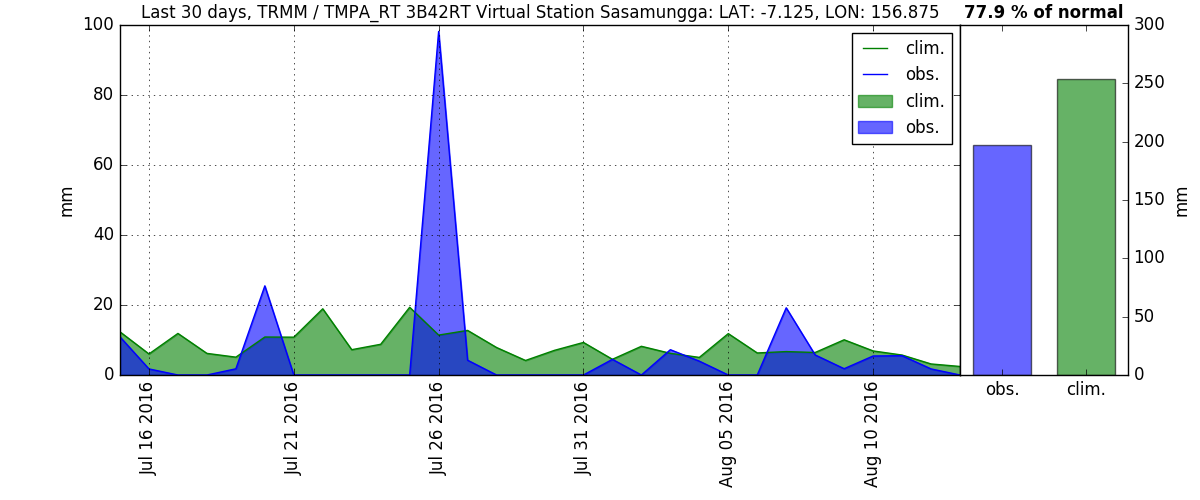 Last 30 days, TRMM / TMPA_RT 3B42RT Virtual Station Sasamungga: LAT: -7.125, LON: 156.875
77.9 % of normal
100
80
60
40
20
0
mm
clim.
obs.
clim.
obs.
Jul 16 2016
Jul 21 2016
Jul 26 2016
Jul 31 2016
Aug 05 2016
Aug 10 2016
300
250
200
150
100
50
0
mm
obs.
clim.